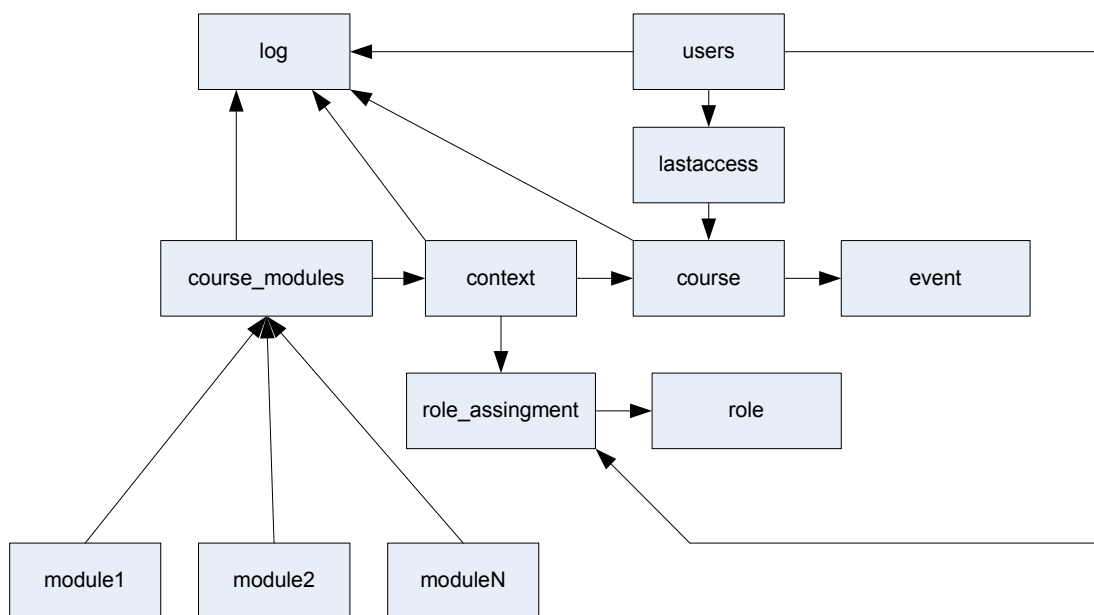 log
users
lastaccess
course_modules
context
course
event
role_assingment
role
module1
module2
moduleN